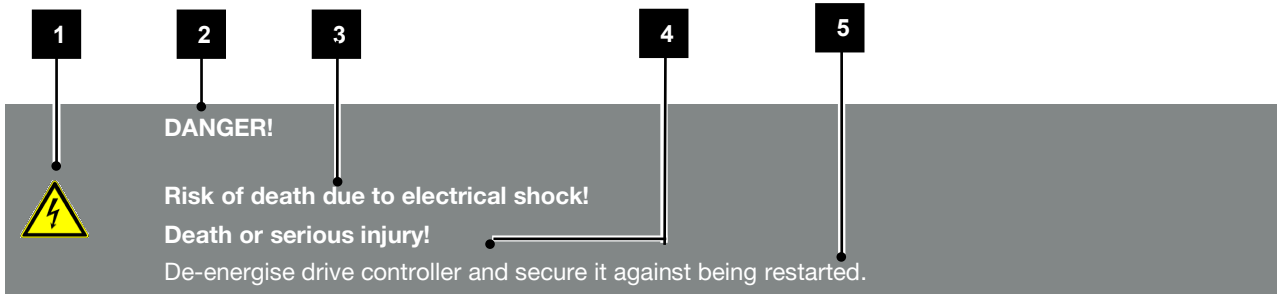 1 2 3 4 5
DANGER!
Risk of death due to electrical shock!
Death or serious injury!
De-energise drive controller and secure it against being restarted.